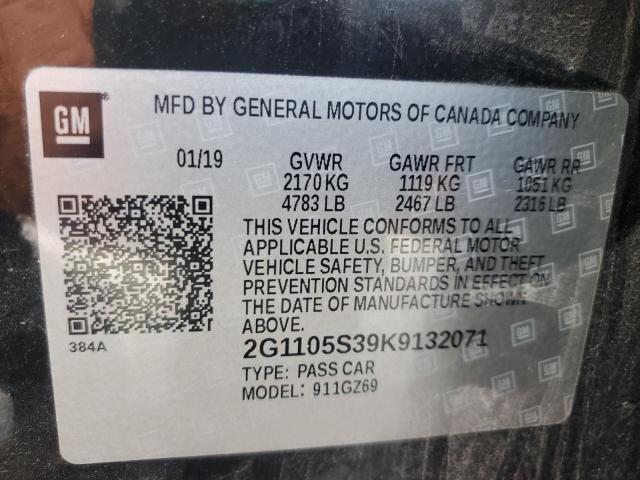 GM®
MFD BY GENERAL MOTORS OF CANADA COMPANY
01/19 GVWR GAWR FRT GAWR RR
2170 KG 1119 KG 1051 KG
4783 LB 2467 LB 2316 LB
THIS VEHICLE CONFORMS TO ALL
APPLICABLE U.S. FEDERAL MOTOR
VEHICLE SAFETY, BUMPER, AND THEFT
PREVENTION STANDARDS IN EFFECT ON
THE DATE OF MANUFACTURE SHOWN
ABOVE.
384A
2G1105S39K9132071
TYPE: PASS CAR
MODEL: 911GZ69